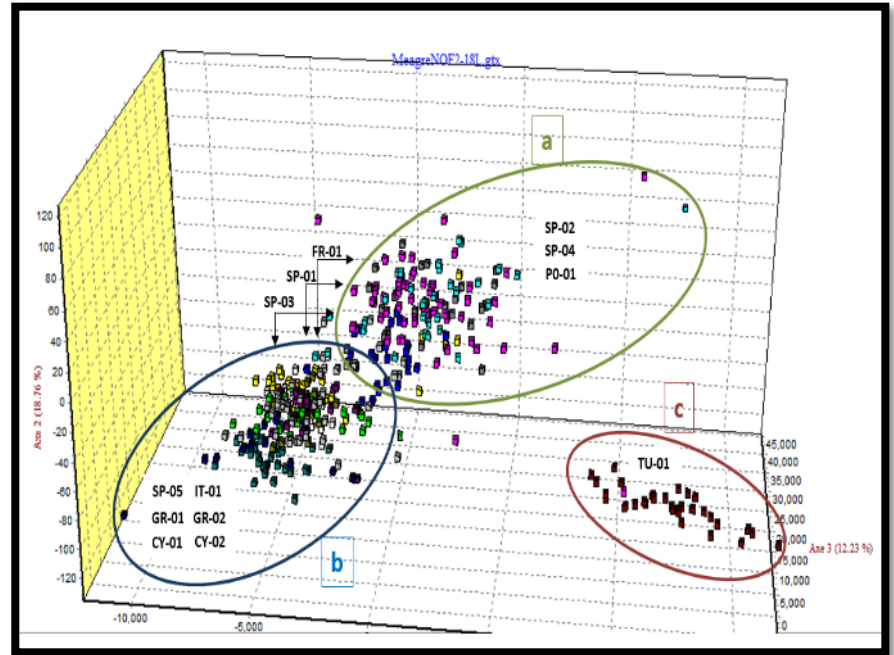 MeagreNOF2-18L.gtx
a
SP-02
SP-04
PO-01
FR-01
SP-01
SP-03
120
100
80
60
40
20
0
-20
-40
-60
-80
-100
-120
Axe 2 (18.76 %)
c
TU-01
SP-05 IT-01
GR-01 GR-02
CY-01 CY-02
b
45,000
40,000
35,000
30,000
25,000
15,000
10,000
5,000
0
Axe 3 (12.23 %)
-10,000
-5,000